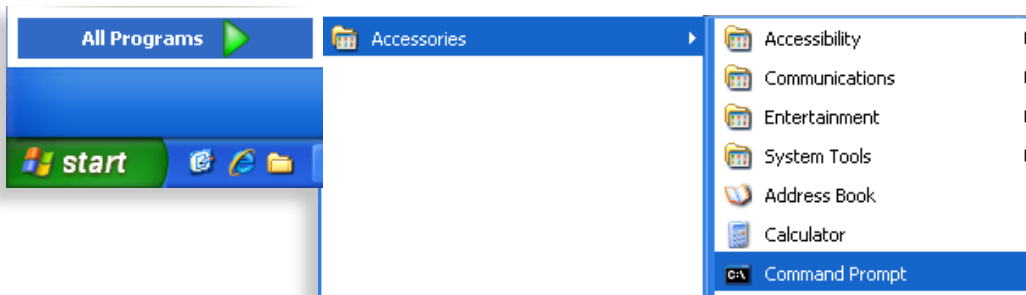 All Programs
start
Accessories
Accessibility
Communications
Entertainment
System Tools
Address Book
Calculator
C:\
Command Prompt